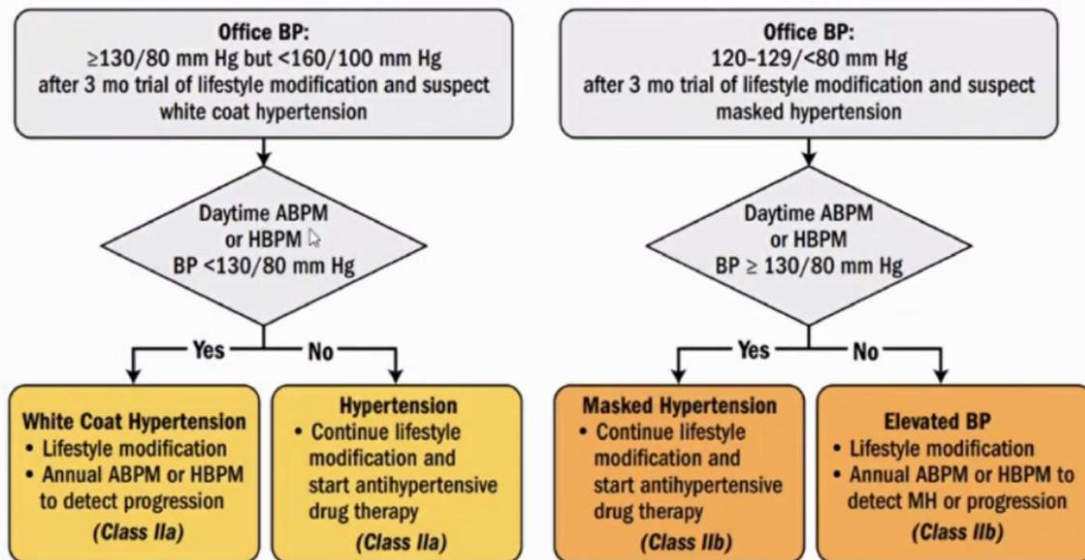 Office BP:
≥130/80 mm Hg but <160/100 mm Hg
after 3 mo trial of lifestyle modification and suspect
white coat hypertension
Daytime ABPM
or HBPM
BP <130/80 mm Hg
Yes
No
White Coat Hypertension
• Lifestyle modification
• Annual ABPM or HBPM
to detect progression
(Class IIa)
Hypertension
• Continue lifestyle
modification and
start antihypertensive
drug therapy
(Class IIa)
Office BP:
120–129/<80 mm Hg
after 3 mo trial of lifestyle modification and suspect
masked hypertension
Daytime ABPM
or HBPM
BP ≥ 130/80 mm Hg
Yes
No
Masked Hypertension
• Continue lifestyle
modification and
start antihypertensive
drug therapy
(Class IIb)
Elevated BP
• Lifestyle modification
• Annual ABPM or HBPM to
detect MH or progression
(Class IIb)